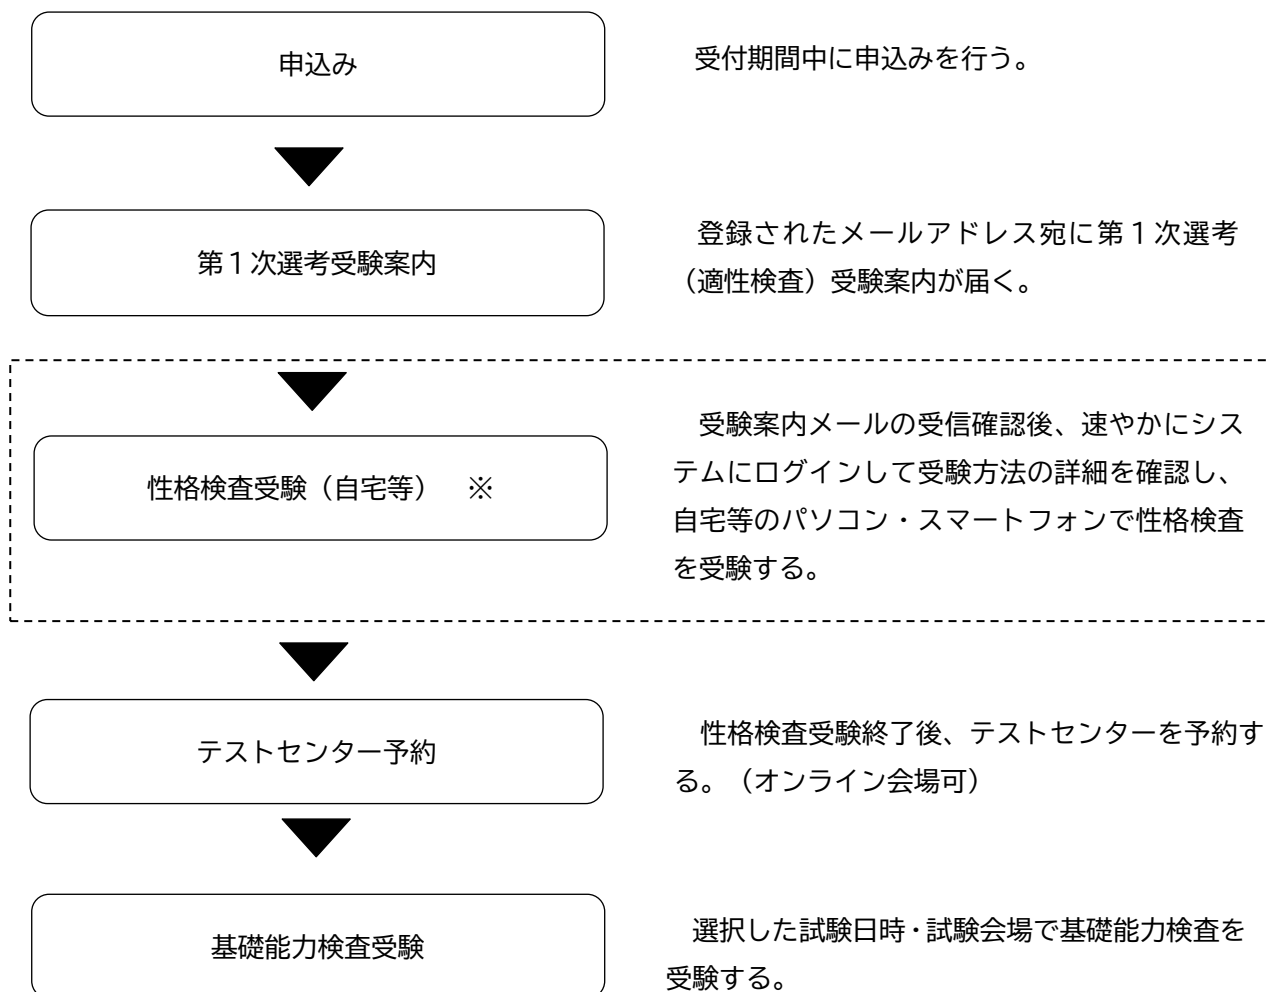 申込み
受付期間中に申込みを行う。
第１次選考受験案内
登録されたメールアドレス宛に第１次選考
（適性検査）受験案内が届く。
性格検査受験（自宅等）　※
受験案内メールの受信確認後、速やかにシス
テムにログインして受験方法の詳細を確認し、
自宅等のパソコン・スマートフォンで性格検査
を受験する。
テストセンター予約
性格検査受験終了後、テストセンターを予約す
る。（オンライン会場可）
基礎能力検査受験
選択した試験日時・試験会場で基礎能力検査を
受験する。